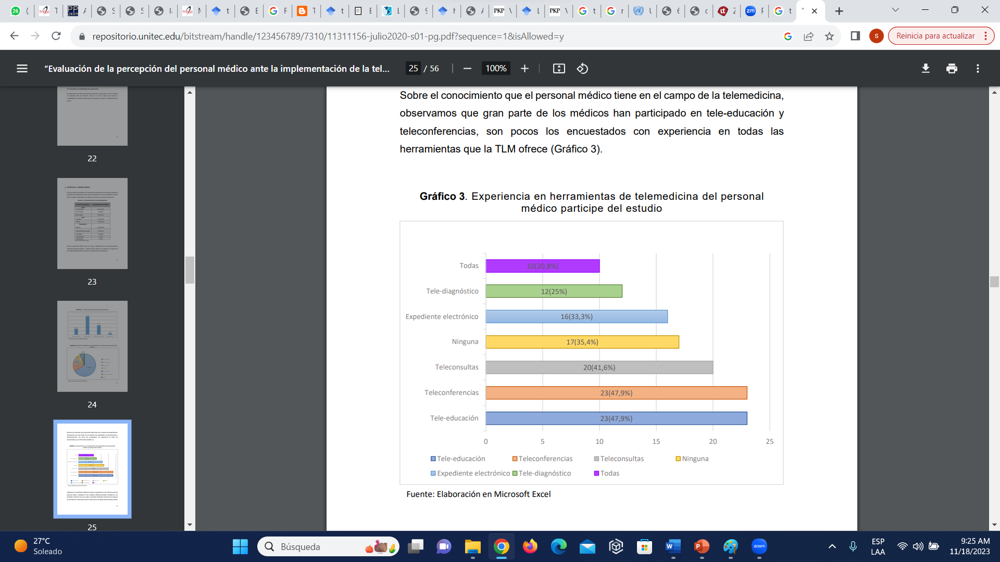 repositorio.unitec.edu/bitstream/handle/123456789/7310/11311156-julio2020-s01-pg.pdf?sequence=1&isAllowed=y
Reinicia para actualizar
“Evaluación de la percepción del personal médico ante la implementación de la tel...
25 / 56
100%
22
23
24
25
Sobre el conocimiento que el personal médico tiene en el campo de la telemedicina,
observamos que gran parte de los médicos han participado en tele-educación y
teleconferencias, son pocos los encuestados con experiencia en todas las
herramientas que la TLM ofrece (Gráfico 3).
Gráfico 3. Experiencia en herramientas de telemedicina del personal
médico participe del estudio
Todas 10(20,8%)
Tele-diagnóstico 12(25%)
Expediente electrónico 16(33,3%)
Ninguna 17(35,4%)
Teleconsultas 20(41,6%)
Teleconferencias 23(47,9%)
Tele-educación 23(47,9%)
0 5 10 15 20 25
Tele-educación Teleconferencias Teleconsultas Ninguna
Expediente electrónico Tele-diagnóstico Todas
Fuente: Elaboración en Microsoft Excel
27°C
Soleado
Búsqueda
zoom
ESP
LAA
9:25 AM
11/18/2023